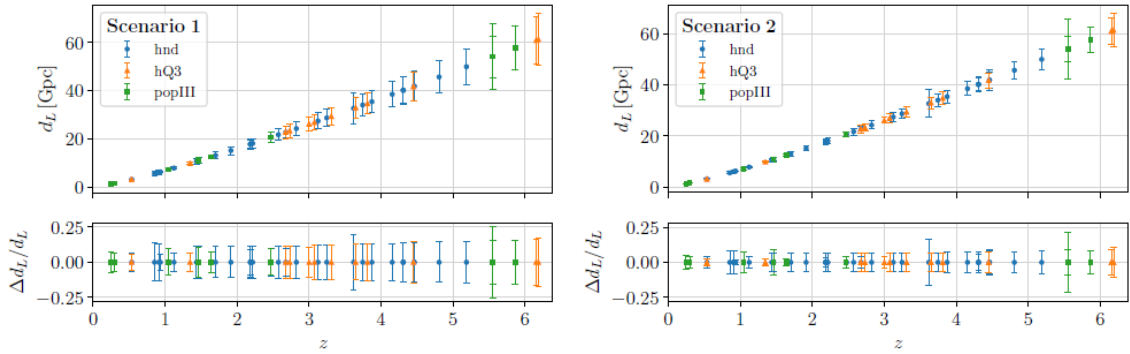 Scenario 1
hnd
hQ3
popIII
60
40
20
0
d_L [Gpc]
0.25
0.00
−0.25
Δd_L/d_L
0 1 2 3 4 5 6
z
Scenario 2
hnd
hQ3
popIII
60
40
20
0
d_L [Gpc]
0.25
0.00
−0.25
Δd_L/d_L
0 1 2 3 4 5 6
z